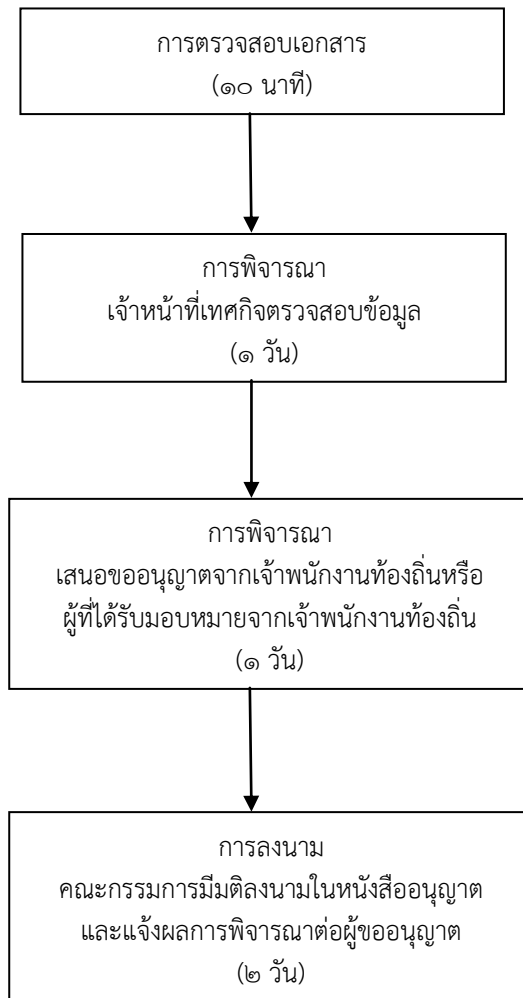 การตรวจสอบเอกสาร
(๑๐ นาที)
การพิจารณา
เจ้าหน้าที่เทศกิจตรวจสอบข้อมูล
(๑ วัน)
การพิจารณา
เสนอขออนุญาตจากเจ้าพนักงานท้องถิ่นหรือ
ผู้ที่ได้รับมอบหมายจากเจ้าพนักงานท้องถิ่น
(๑ วัน)
การลงนาม
คณะกรรมการมีมติลงนามในหนังสืออนุญาต
และแจ้งผลการพิจารณาต่อผู้ขออนุญาต
(๒ วัน)